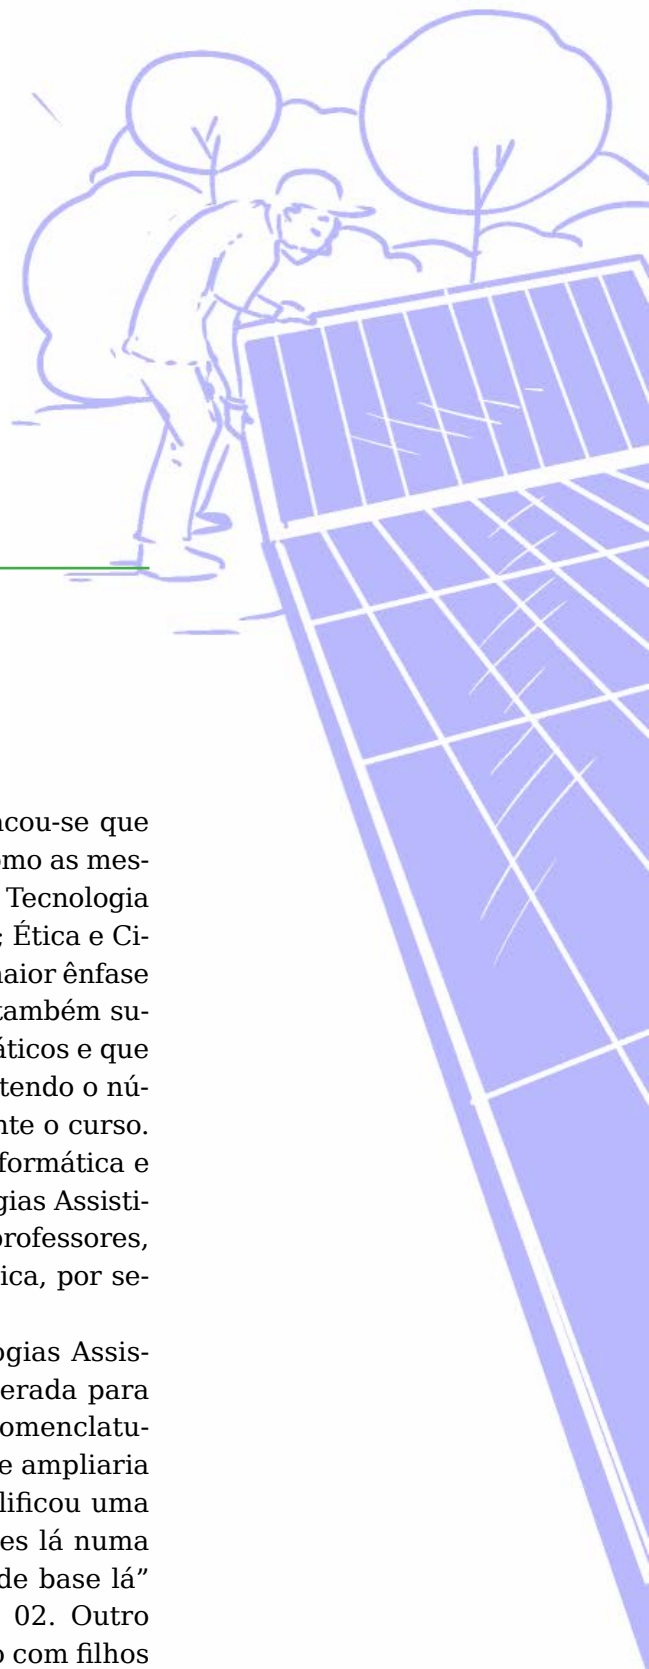 acou-se que
omo as mes-
Tecnologia
; Ética e Ci-
naior ênfase
também su-
áticos e que
tendo o nú-
nte o curso.
formática e
gias Assisti-
professores,
ica, por se-
ogias Assis-
erada para
omenclatu-
e ampliaria
lificou uma
es lá numa
de base lá”
02. Outro
o com filhos